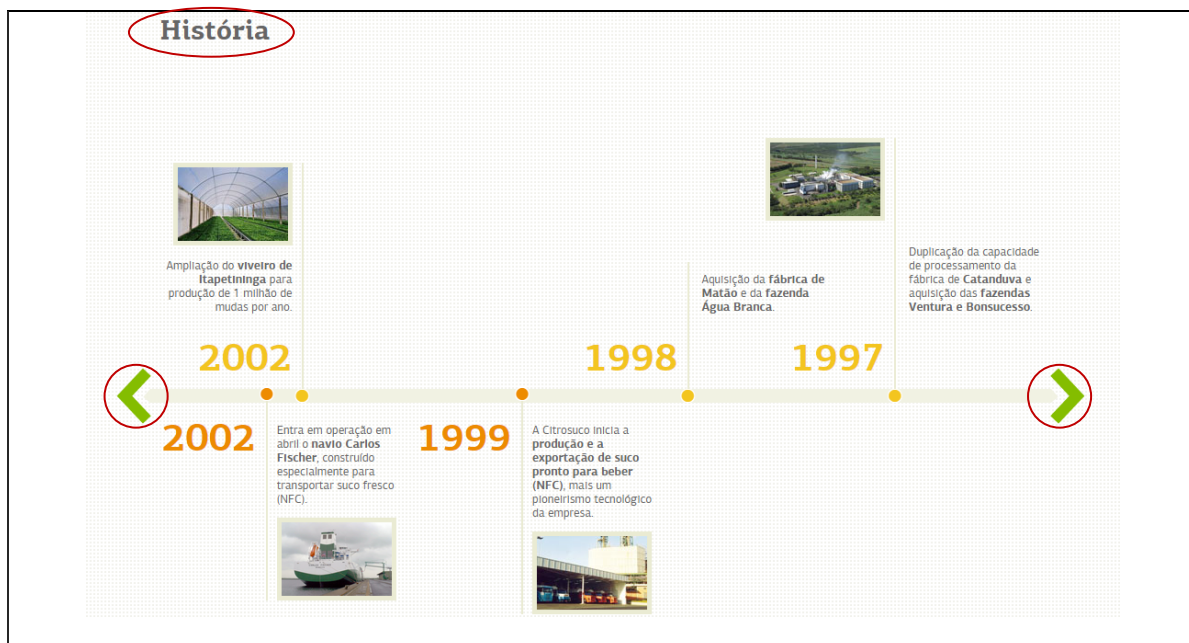 História
Ampliação do viveiro de
Itapetininga para
produção de 1 milhão de
mudas por ano.
2002
Aquisição da fábrica de
Matão e da fazenda
Água Branca.
1998
Duplicação da capacidade
de processamento da
fábrica de Catanduva e
aquisição das fazendas
Ventura e Bonsucesso.
1997
2002
Entra em operação em
abril o navio Carlos
Fischer, construído
especialmente para
transportar suco fresco
(NFC).
1999
A Citrosuco inicia a
produção e a
exportação de suco
pronto para beber
(NFC), mais um
pioneirismo tecnológico
da empresa.